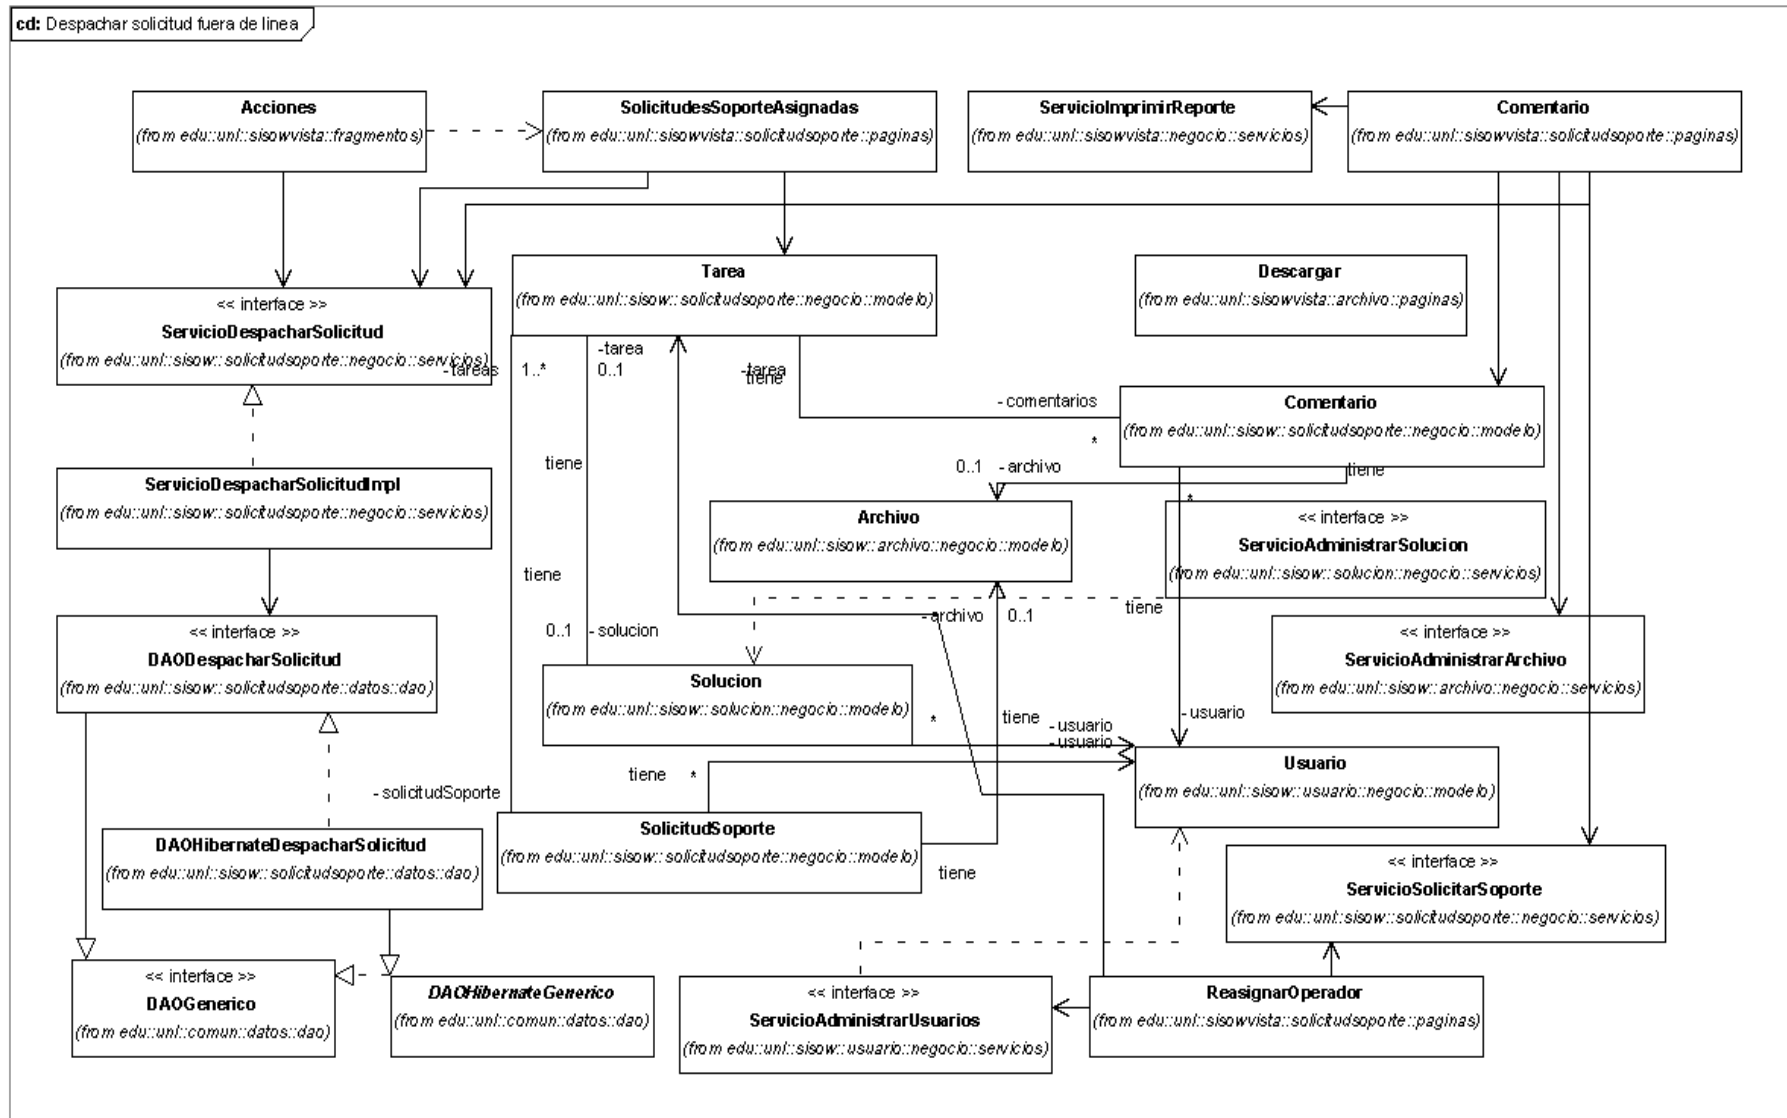 cd: Despachar solicitud fuera de linea
Acciones
(from edu::unl::sisowvista::fragmentos)
SolicitudesSoporteAsignadas
(from edu::unl::sisowvista::solicitudsoporte::paginas)
ServicioImprimirReporte
(from edu::unl::sisowvista::negocio::servicios)
Comentario
(from edu::unl::sisowvista::solicitudsoporte::paginas)
Tarea
(from edu::unl::sisow::solicitudsoporte::negocio::modelo)
Descargar
(from edu::unl::sisowvista::archivo::paginas)
<< interface >>
ServicioDespacharSolicitud
(from edu::unl::sisow::solicitudsoporte::negocio::servicios)
-tareas
1..*
-tarea
0..1
-tarea
tiene
- comentarios
*
Comentario
(from edu::unl::sisow::solicitudsoporte::negocio::modelo)
tiene
tiene
0..1
- archivo
*
ServicioDespacharSolicitudImpl
(from edu::unl::sisow::solicitudsoporte::negocio::servicios)
Archivo
(from edu::unl::sisow::archivo::negocio::modelo)
<< interface >>
ServicioAdministrarSolucion
(from edu::unl::sisow::solucion::negocio::servicios)
tiene
- archivo
0..1
tiene
0..1
- solucion
<< interface >>
DAODespacharSolicitud
(from edu::unl::sisow::solicitudsoporte::datos::dao)
<< interface >>
ServicioAdministrarArchivo
(from edu::unl::sisow::archivo::negocio::servicios)
Solucion
(from edu::unl::sisow::solucion::negocio::modelo)
*
tiene
- usuario
- usuario
- usuario
tiene
*
Usuario
(from edu::unl::sisow::usuario::negocio::modelo)
- solicitudSoporte
DAOHibernateDespacharSolicitud
(from edu::unl::sisow::solicitudsoporte::datos::dao)
SolicitudSoporte
(from edu::unl::sisow::solicitudsoporte::negocio::modelo)
tiene
<< interface >>
ServicioSolicitarSoporte
(from edu::unl::sisow::solicitudsoporte::negocio::servicios)
<< interface >>
DAOGenerico
(from edu::unl::comun::datos::dao)
DAOHibernateGenerico
(from edu::unl::comun::datos::dao)
<< interface >>
ServicioAdministrarUsuarios
(from edu::unl::sisow::usuario::negocio::servicios)
ReasignarOperador
(from edu::unl::sisowvista::solicitudsoporte::paginas)